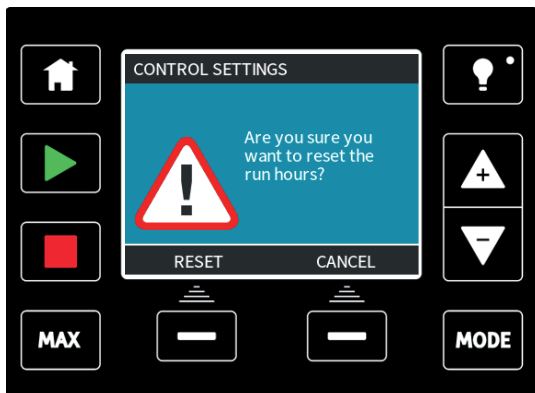 CONTROL SETTINGS
Are you sure you
want to reset the
run hours?
RESET CANCEL
MAX
MODE